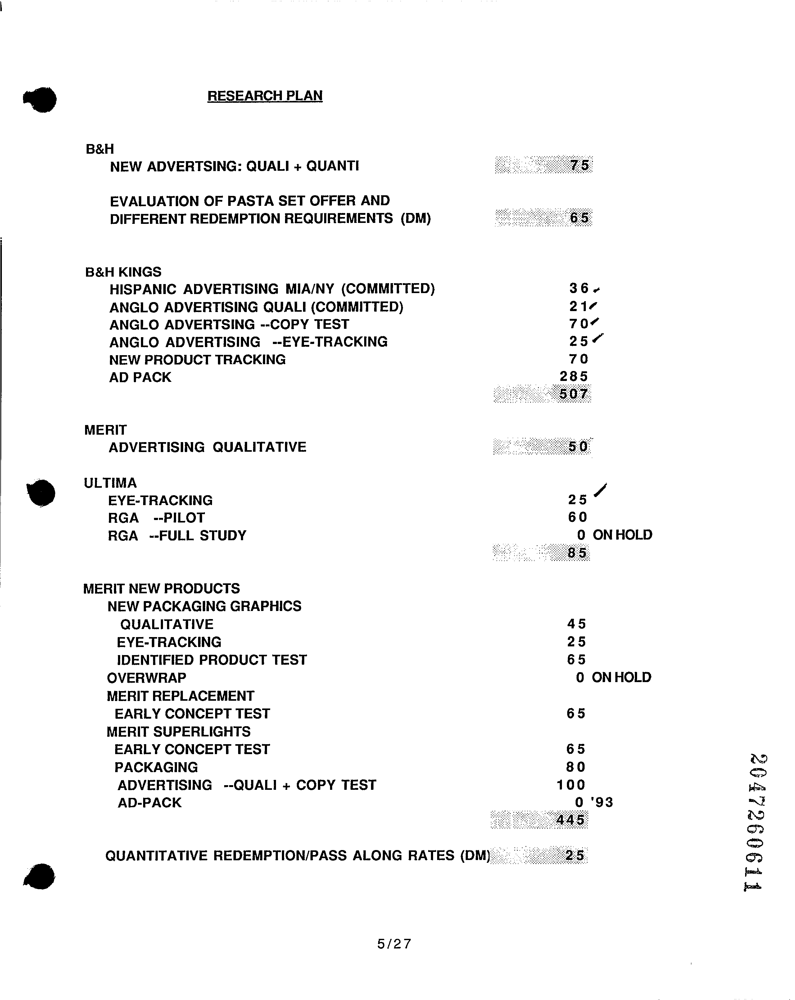 RESEARCH PLAN
B&H
NEW ADVERTSING: QUALI + QUANTI 75
EVALUATION OF PASTA SET OFFER AND
DIFFERENT REDEMPTION REQUIREMENTS (DM) 65
B&H KINGS
HISPANIC ADVERTISING MIA/NY (COMMITTED) 36
ANGLO ADVERTISING QUALI (COMMITTED) 21
ANGLO ADVERTSING --COPY TEST 70
ANGLO ADVERTISING --EYE-TRACKING 25
NEW PRODUCT TRACKING 70
AD PACK 285
507
MERIT
ADVERTISING QUALITATIVE 50
ULTIMA
EYE-TRACKING 25
RGA --PILOT 60
RGA --FULL STUDY 0 ON HOLD
85
MERIT NEW PRODUCTS
NEW PACKAGING GRAPHICS
QUALITATIVE 45
EYE-TRACKING 25
IDENTIFIED PRODUCT TEST 65
OVERWRAP 0 ON HOLD
MERIT REPLACEMENT
EARLY CONCEPT TEST 65
MERIT SUPERLIGHTS
EARLY CONCEPT TEST 65
PACKAGING 80
ADVERTISING --QUALI + COPY TEST 100
AD-PACK 0 '93
445
QUANTITATIVE REDEMPTION/PASS ALONG RATES (DM) 25
5/27
2047260611